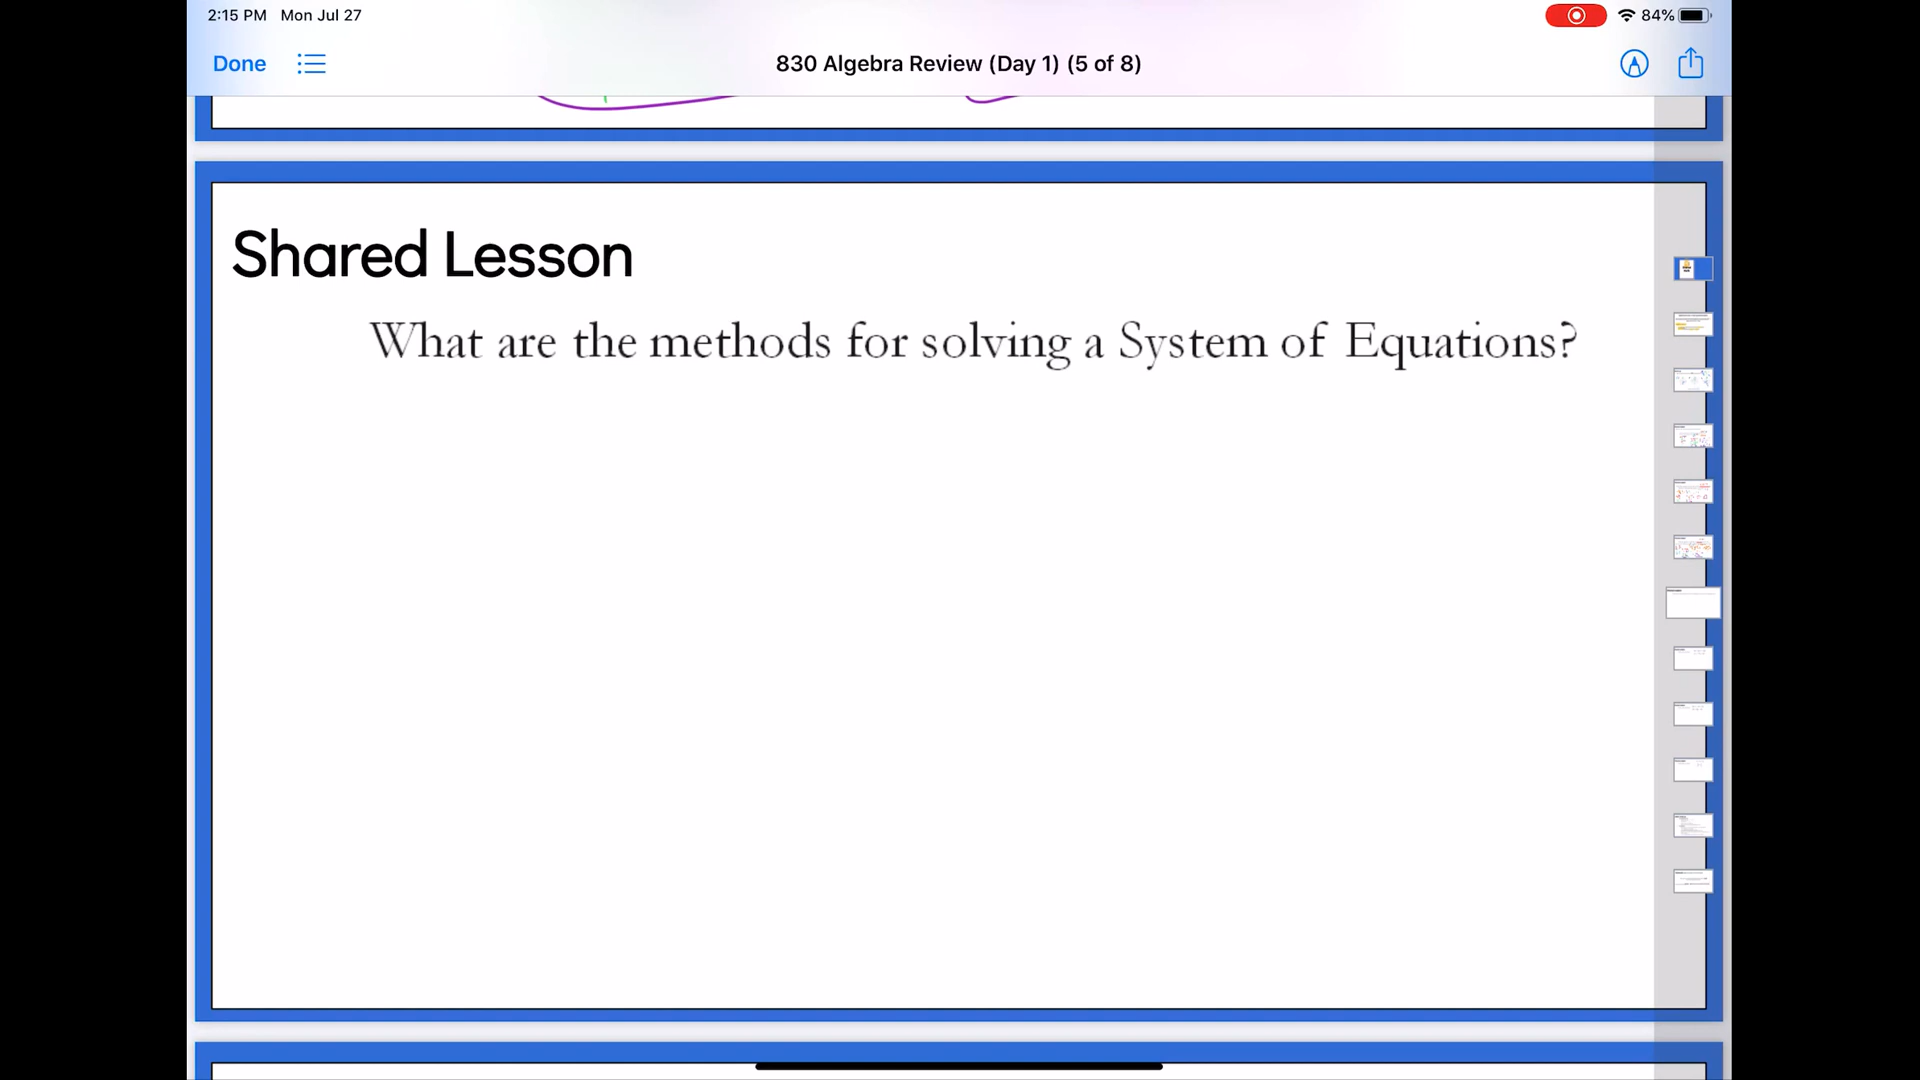 2:15 PM Mon Jul 27
84%
Done
830 Algebra Review (Day 1) (5 of 8)
Shared Lesson
What are the methods for solving a System of Equations?